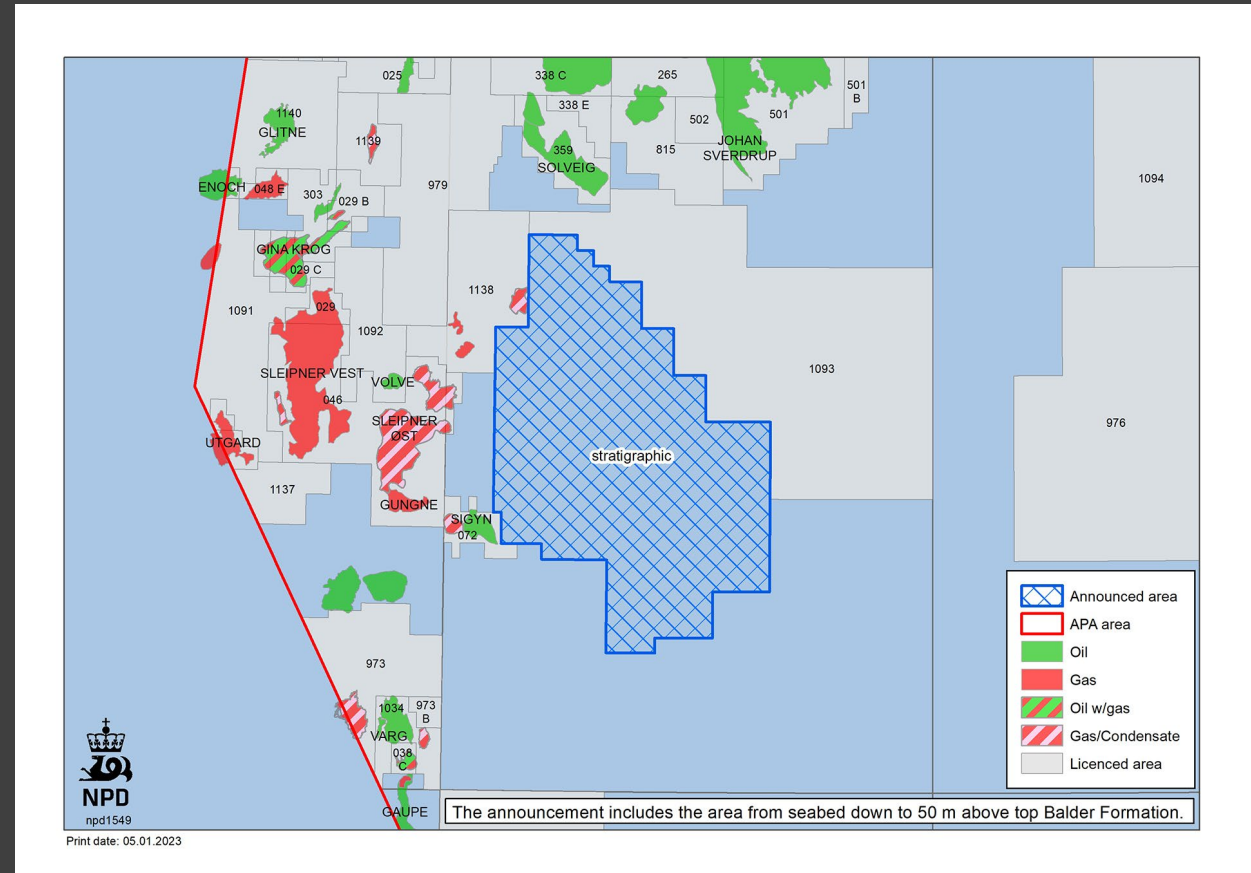 025
338 C
265
501
B
338 E
1140
GLITNE
502
501
1139
359
SOLVEIG
815
JOHAN
SVERDRUP
979
1094
ENOCH
048 E
303
029 B
GINA KROG
029 C
1138
1091
029
1092
1093
SLEIPNER VEST
VOLVE
046
SLEIPNER
ØST
976
UTGARD
stratigraphic
1137
GUNGNE
SIGYN
072
973
1034
973
B
VARG
038
C
GAUPE
Announced area
APA area
Oil
Gas
Oil w/gas
Gas/Condensate
Licenced area
The announcement includes the area from seabed down to 50 m above top Balder Formation.
NPD
npd1549
Print date: 05.01.2023